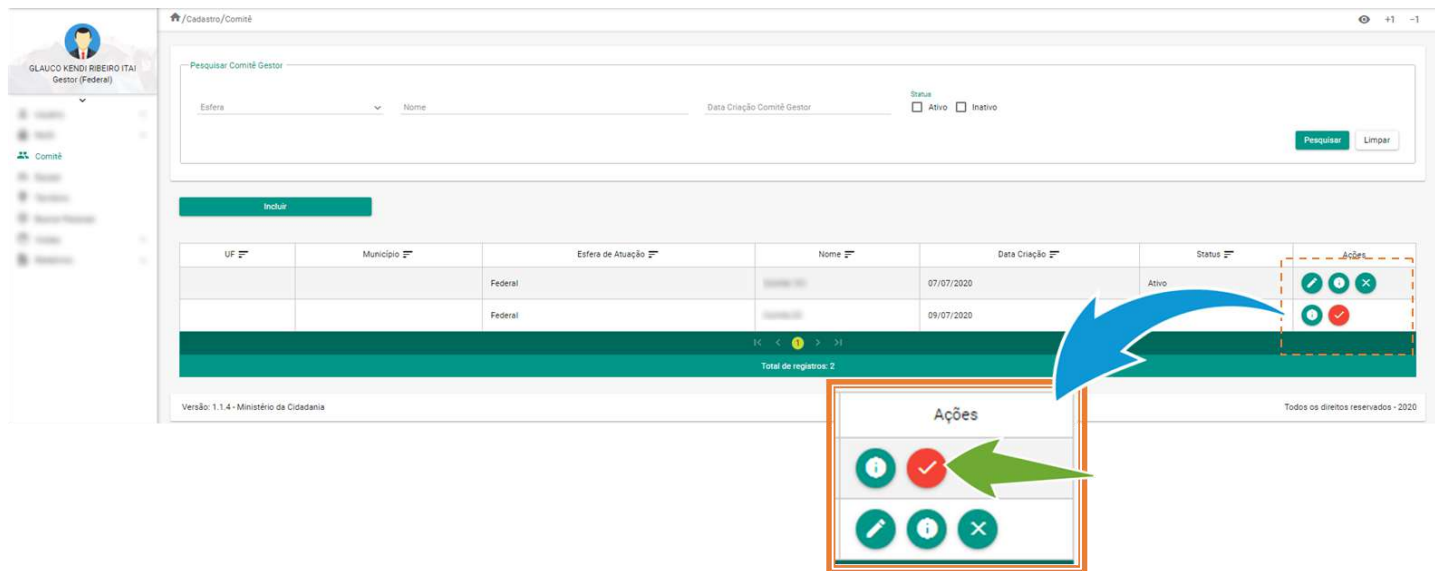 /Cadastro/Comitê
+1 -1
GLAUCO KENDI RIBEIRO ITAI
Gestor (Federal)
Comitê
Pesquisar Comitê Gestor
Esfera Nome Data Criação Comitê Gestor
Status
Ativo Inativo
Pesquisar Limpar
Incluir
UF Município Esfera de Atuação Nome Data Criação Status Ações
Federal 07/07/2020 Ativo
Federal 09/07/2020
1
Total de registros: 2
Versão: 1.1.4 - Ministério da Cidadania
Todos os direitos reservados - 2020
Ações